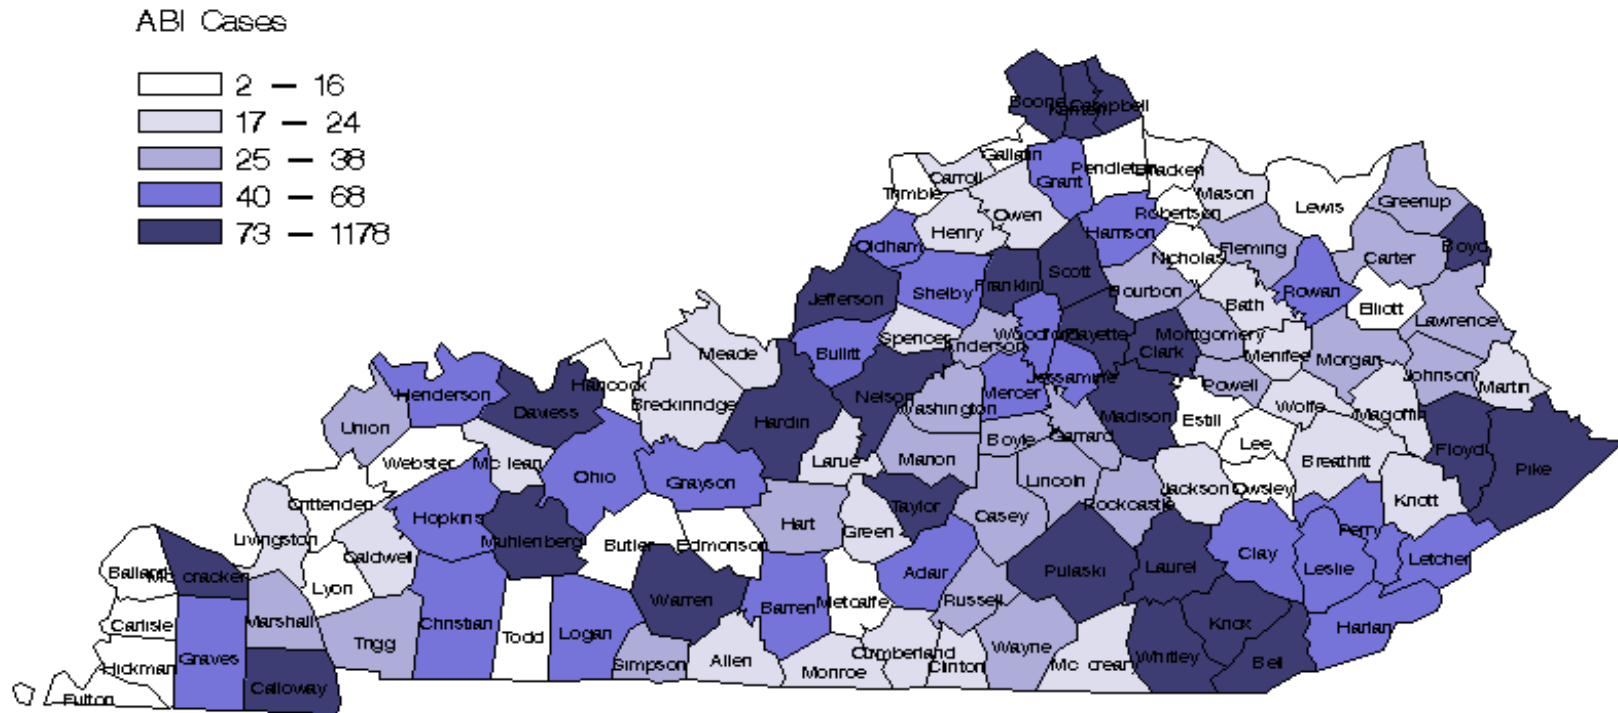 ABI Cases
2 – 16
17 – 24
25 – 38
40 – 68
73 – 1178
Boone
Kenton
Campbell
Gallatin
Carroll
Trimble
Grant
Pendleton
Bracken
Mason
Lewis
Greenup
Owen
Henry
Oldham
Harrison
Robertson
Nicholas
Fleming
Carter
Boyd
Jefferson
Shelby
Franklin
Scott
Bourbon
Bath
Rowan
Elliott
Lawrence
Spencer
Anderson
Woodford
Fayette
Clark
Montgomery
Menifee
Morgan
Johnson
Martin
Bullitt
Meade
Hancock
Breckinridge
Henderson
Daviess
Union
Nelson
Washington
Mercer
Jessamine
Madison
Powell
Wolfe
Magoffin
Estill
Lee
Hardin
Boyle
Garrard
Floyd
Pike
Webster
Mc lean
Ohio
Grayson
Larue
Marion
Lincoln
Rockcastle
Jackson
Owsley
Breathitt
Knott
Crittenden
Hopkins
Muhlenberg
Butler
Edmonson
Hart
Green
Taylor
Casey
Perry
Livingston
Caldwell
Lyon
Clay
Leslie
Letcher
Ballard
Mc cracken
Pulaski
Laurel
Adair
Warren
Barren
Metcalfe
Russell
Carlisle
Marshall
Trigg
Christian
Todd
Logan
Simpson
Allen
Monroe
Cumberland
Clinton
Wayne
Mc crean
Whitley
Knox
Bell
Harlan
Hickman
Graves
Calloway
Fulton